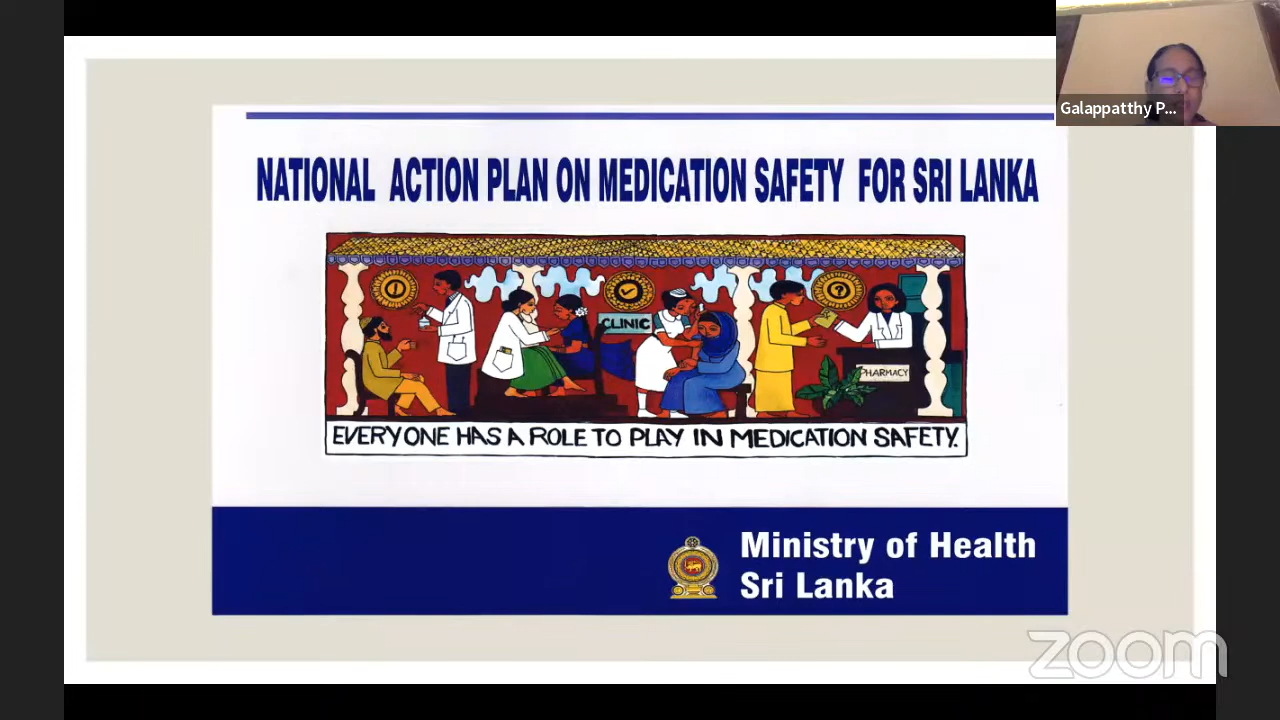 Galappatthy P...
NATIONAL ACTION PLAN ON MEDICATION SAFETY FOR SRI LANKA
CLINIC
PHARMACY
EVERYONE HAS A ROLE TO PLAY IN MEDICATION SAFETY.
Ministry of Health
Sri Lanka
zoom